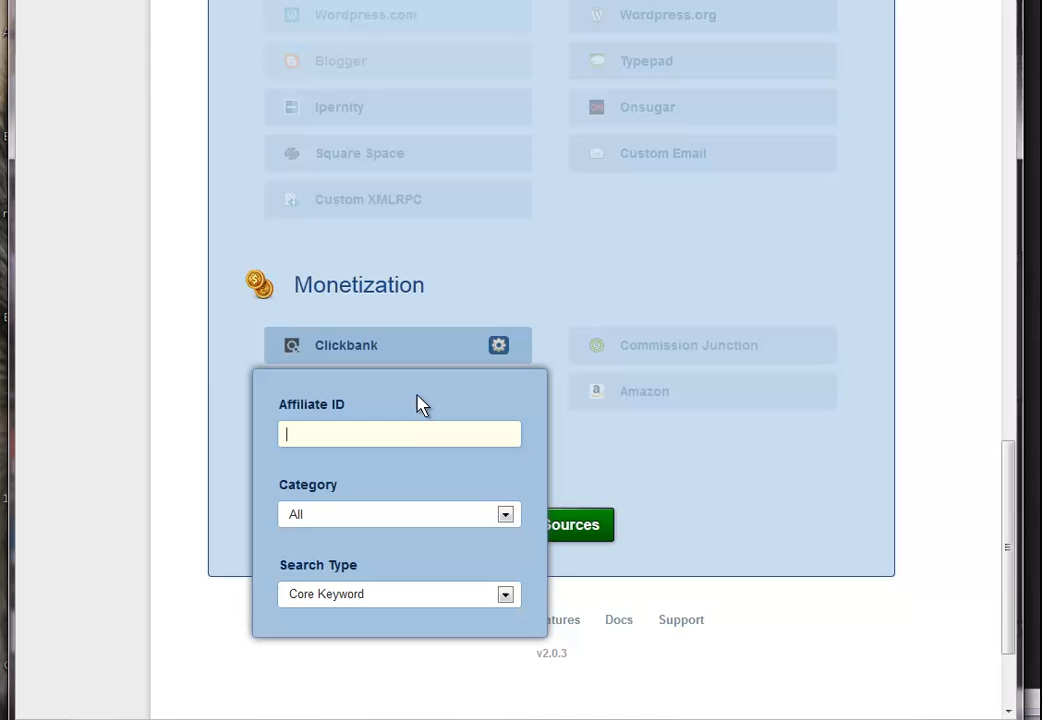 Wordpress.com
Wordpress.org
Blogger
Typepad
Ipernity
Onsugar
Square Space
Custom Email
Custom XMLRPC
Monetization
Clickbank
Commission Junction
Amazon
Affiliate ID
Category
All
Sources
Search Type
Core Keyword
Docs
Support
v2.0.3